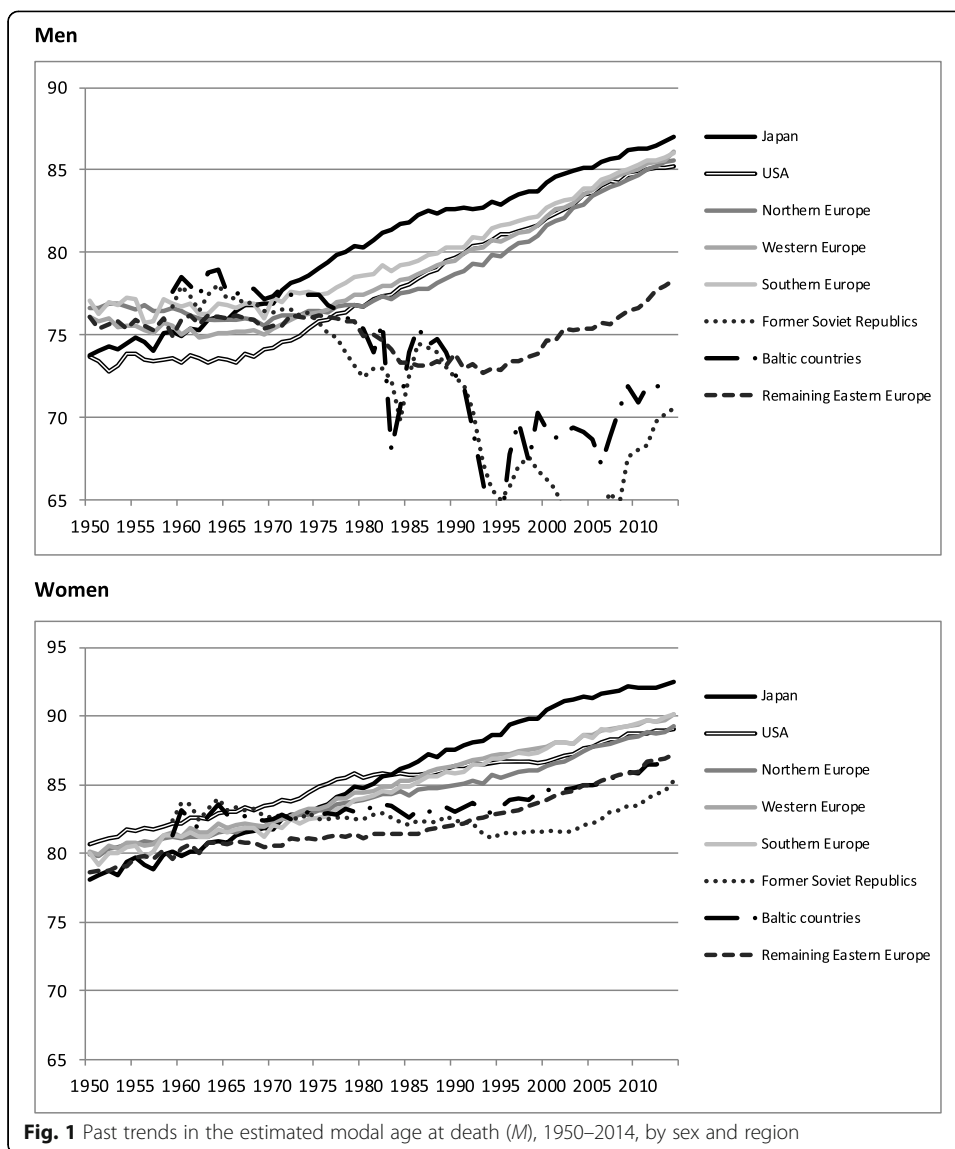 Men
90
85
80
75
70
65
1950 1955 1960 1965 1970 1975 1980 1985 1990 1995 2000 2005 2010
Japan
USA
Northern Europe
Western Europe
Southern Europe
Former Soviet Republics
Baltic countries
Remaining Eastern Europe
Women
95
90
85
80
75
70
65
1950 1955 1960 1965 1970 1975 1980 1985 1990 1995 2000 2005 2010
Japan
USA
Northern Europe
Western Europe
Southern Europe
Former Soviet Republics
Baltic countries
Remaining Eastern Europe
Fig. 1 Past trends in the estimated modal age at death (M), 1950–2014, by sex and region